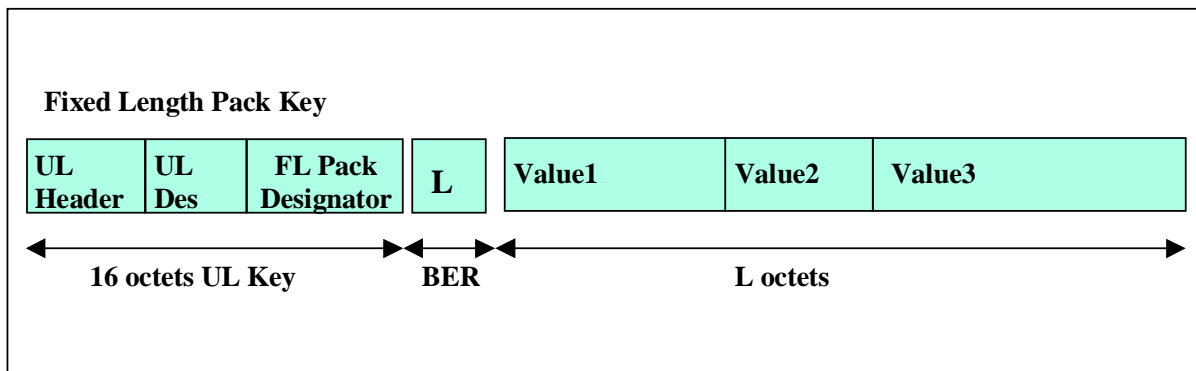 Fixed Length Pack Key
UL Header
UL Des
FL Pack Designator
L
Value1
Value2
Value3
16 octets UL Key
BER
L octets